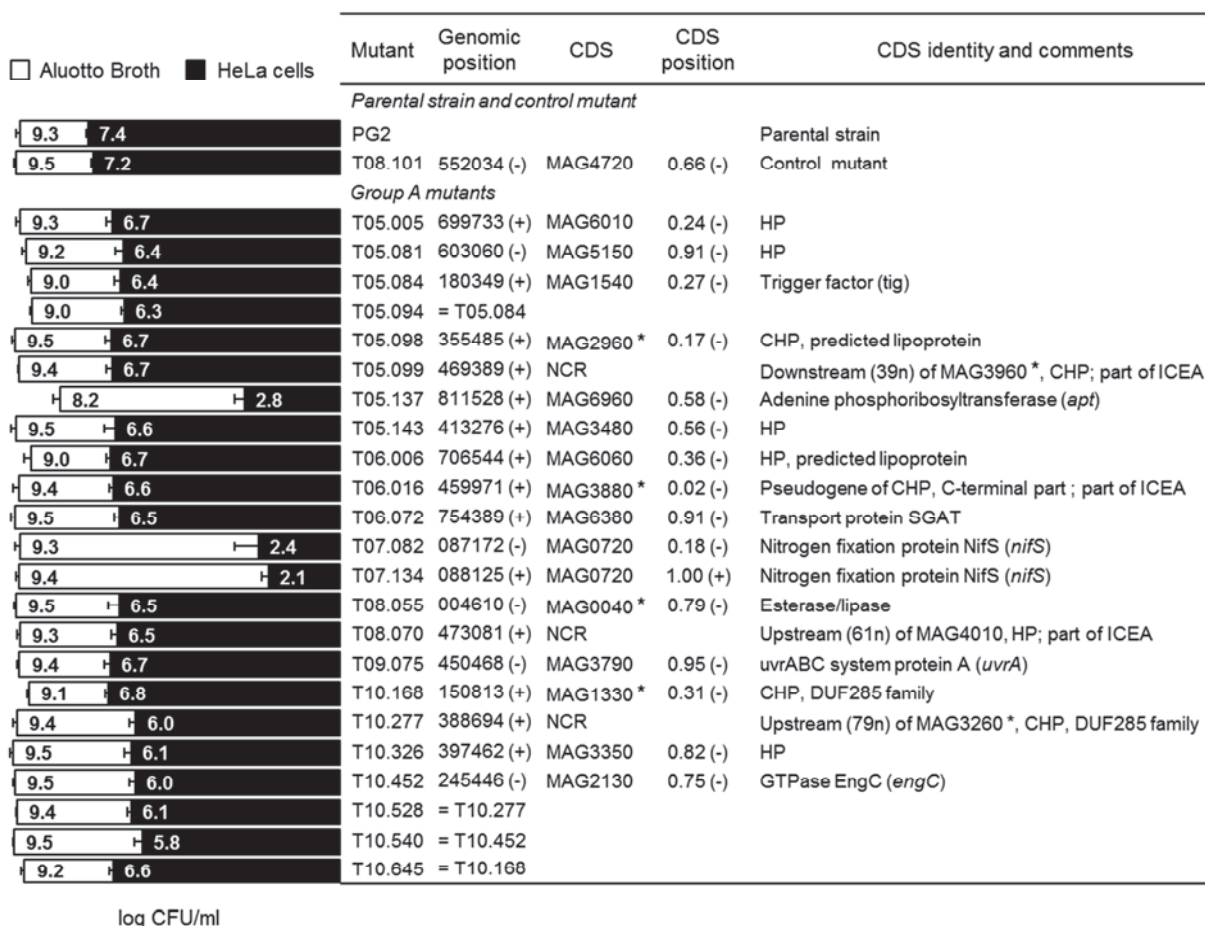 Mutant Genomic position CDS CDS position CDS identity and comments
Aluotto Broth HeLa cells
Parental strain and control mutant
9.3 7.4 PG2 Parental strain
9.5 7.2 T08.101 552034 (-) MAG4720 0.66 (-) Control mutant
Group A mutants
9.3 6.7 T05.005 699733 (+) MAG6010 0.24 (-) HP
9.2 6.4 T05.081 603060 (-) MAG5150 0.91 (-) HP
9.0 6.4 T05.084 180349 (+) MAG1540 0.27 (-) Trigger factor (tig)
9.0 6.3 T05.094 = T05.084
9.5 6.7 T05.098 355485 (+) MAG2960 * 0.17 (-) CHP, predicted lipoprotein
9.4 6.7 T05.099 469389 (+) NCR Downstream (39n) of MAG3960 *, CHP; part of ICEA
8.2 2.8 T05.137 811528 (+) MAG6960 0.58 (-) Adenine phosphoribosyltransferase (apt)
9.5 6.6 T05.143 413276 (+) MAG3480 0.56 (-) HP
9.0 6.7 T06.006 706544 (+) MAG6060 0.36 (-) HP, predicted lipoprotein
9.4 6.6 T06.016 459971 (+) MAG3880 * 0.02 (-) Pseudogene of CHP, C-terminal part ; part of ICEA
9.5 6.5 T06.072 754389 (+) MAG6380 0.91 (-) Transport protein SGAT
9.3 2.4 T07.082 087172 (-) MAG0720 0.18 (-) Nitrogen fixation protein NifS (nifS)
9.4 2.1 T07.134 088125 (+) MAG0720 1.00 (+) Nitrogen fixation protein NifS (nifS)
9.5 6.5 T08.055 004610 (-) MAG0040 * 0.79 (-) Esterase/lipase
9.3 6.5 T08.070 473081 (+) NCR Upstream (61n) of MAG4010, HP; part of ICEA
9.4 6.7 T09.075 450468 (-) MAG3790 0.95 (-) uvrABC system protein A (uvrA)
9.1 6.8 T10.168 150813 (+) MAG1330 * 0.31 (-) CHP, DUF285 family
9.4 6.0 T10.277 388694 (+) NCR Upstream (79n) of MAG3260 *, CHP, DUF285 family
9.5 6.1 T10.326 397462 (+) MAG3350 0.82 (-) HP
9.5 6.0 T10.452 245446 (-) MAG2130 0.75 (-) GTPase EngC (engC)
9.4 6.1 T10.528 = T10.277
9.5 5.8 T10.540 = T10.452
9.2 6.6 T10.645 = T10.168
log CFU/ml